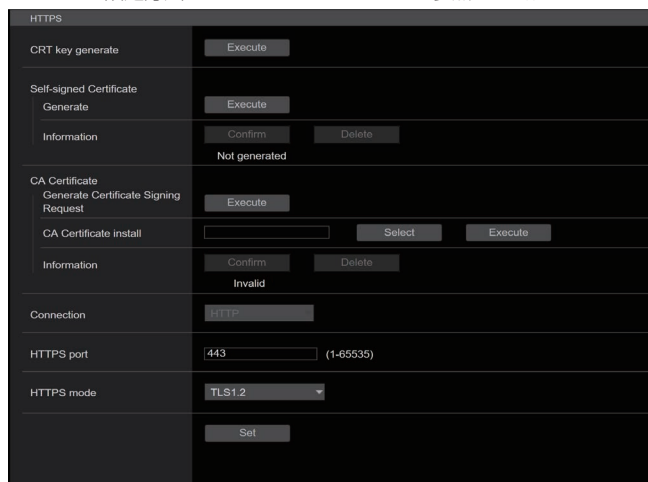 HTTPS
CRT key generate Execute
Self-signed Certificate
Generate Execute
Information Confirm Delete
Not generated
CA Certificate
Generate Certificate Signing
Request Execute
CA Certificate install Select Execute
Information Confirm Delete
Invalid
Connection HTTP
HTTPS port 443 (1-65535)
HTTPS mode TLS1.2
Set